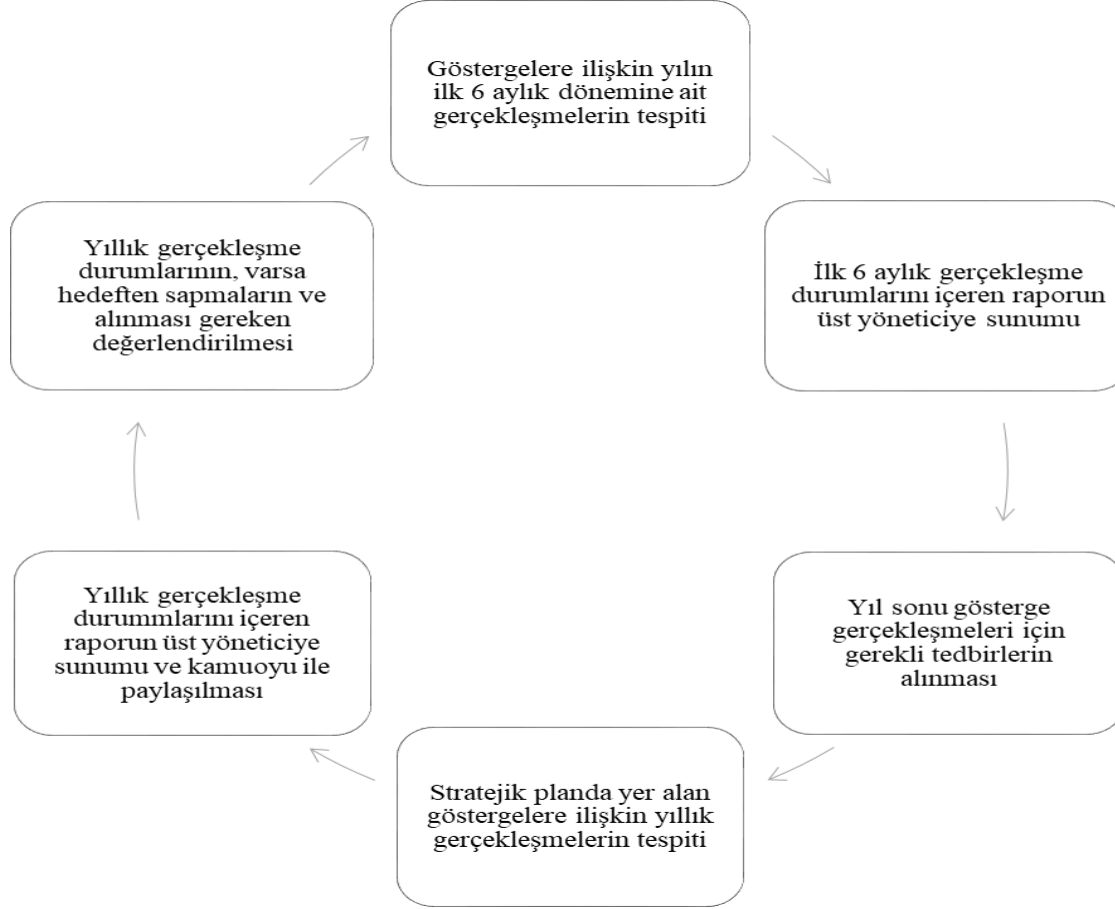 Göstergelere ilişkin yılın
ilk 6 aylık dönemine ait
gerçekleşmelerin tespiti
İlk 6 aylık gerçekleşme
durumlarını içeren raporun
üst yöneticiye sunumu
Yıl sonu gösterge
gerçekleşmeleri için
gerekli tedbirlerin
alınması
Stratejik planda yer alan
göstergelere ilişkin yıllık
gerçekleşmelerin tespiti
Yıllık gerçekleşme
durummlarını içeren
raporun üst yöneticiye
sunumu ve kamuoyu ile
paylaşılması
Yıllık gerçekleşme
durumlarının, varsa
hedeften sapmaların ve
alınması gereken
değerlendirilmesi